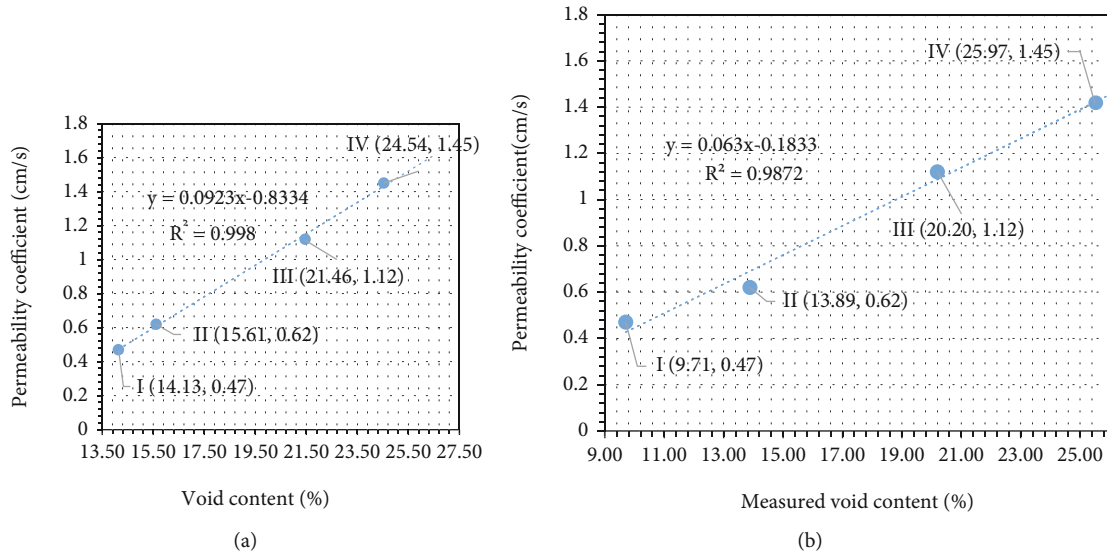 Permeability coefficient (cm/s)
1.8
1.6
1.4
1.2
1
0.8
0.6
0.4
0.2
0
IV (24.54, 1.45)
y = 0.0923x-0.8334
R² = 0.998
III (21.46, 1.12)
II (15.61, 0.62)
I (14.13, 0.47)
13.50 15.50 17.50 19.50 21.50 23.50 25.50 27.50
Void content (%)
(a)
Permeability coefficient(cm/s)
1.8
1.6
1.4
1.2
1
0.8
0.6
0.4
0.2
0
IV (25.97, 1.45)
y = 0.063x-0.1833
R² = 0.9872
III (20.20, 1.12)
II (13.89, 0.62)
I (9.71, 0.47)
9.00 11.00 13.00 15.00 17.00 19.00 21.00 23.00 25.00
Measured void content (%)
(b)